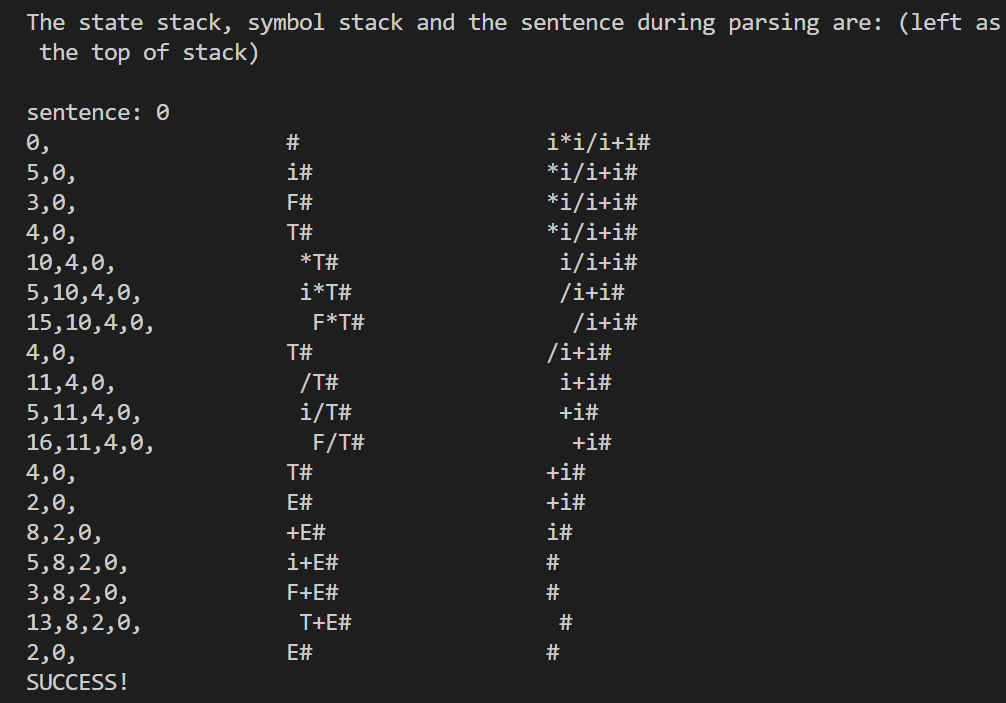 The state stack, symbol stack and the sentence during parsing are: (left as
 the top of stack)

sentence: 0
0,                  #                   i*i/i+i#
5,0,                i#                  *i/i+i#
3,0,                F#                  *i/i+i#
4,0,                T#                  *i/i+i#
10,4,0,              *T#                 i/i+i#
5,10,4,0,            i*T#                /i+i#
15,10,4,0,            F*T#                /i+i#
4,0,                T#                  /i+i#
11,4,0,              /T#                 i+i#
5,11,4,0,            i/T#                +i#
16,11,4,0,            F/T#                +i#
4,0,                T#                  +i#
2,0,                E#                  +i#
8,2,0,              +E#                 i#
5,8,2,0,            i+E#                #
3,8,2,0,            F+E#                #
13,8,2,0,            T+E#                #
2,0,                E#                  #
SUCCESS!